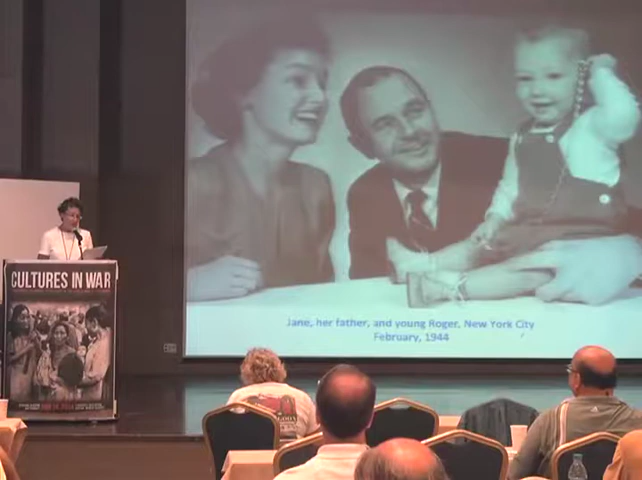 CULTURES IN WAR
Jane, her father, and young Roger, New York City
February, 1944